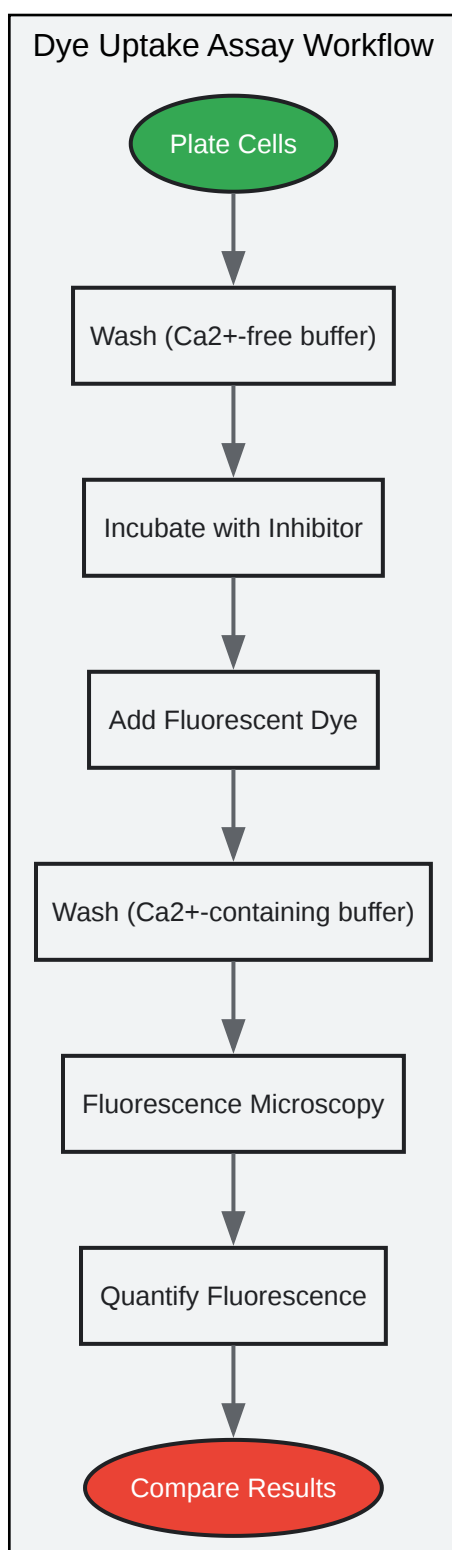 Dye Uptake Assay Workflow
Plate Cells
Wash (Ca2+-free buffer)
Incubate with Inhibitor
Add Fluorescent Dye
Wash (Ca2+-containing buffer)
Fluorescence Microscopy
Quantify Fluorescence
Compare Results